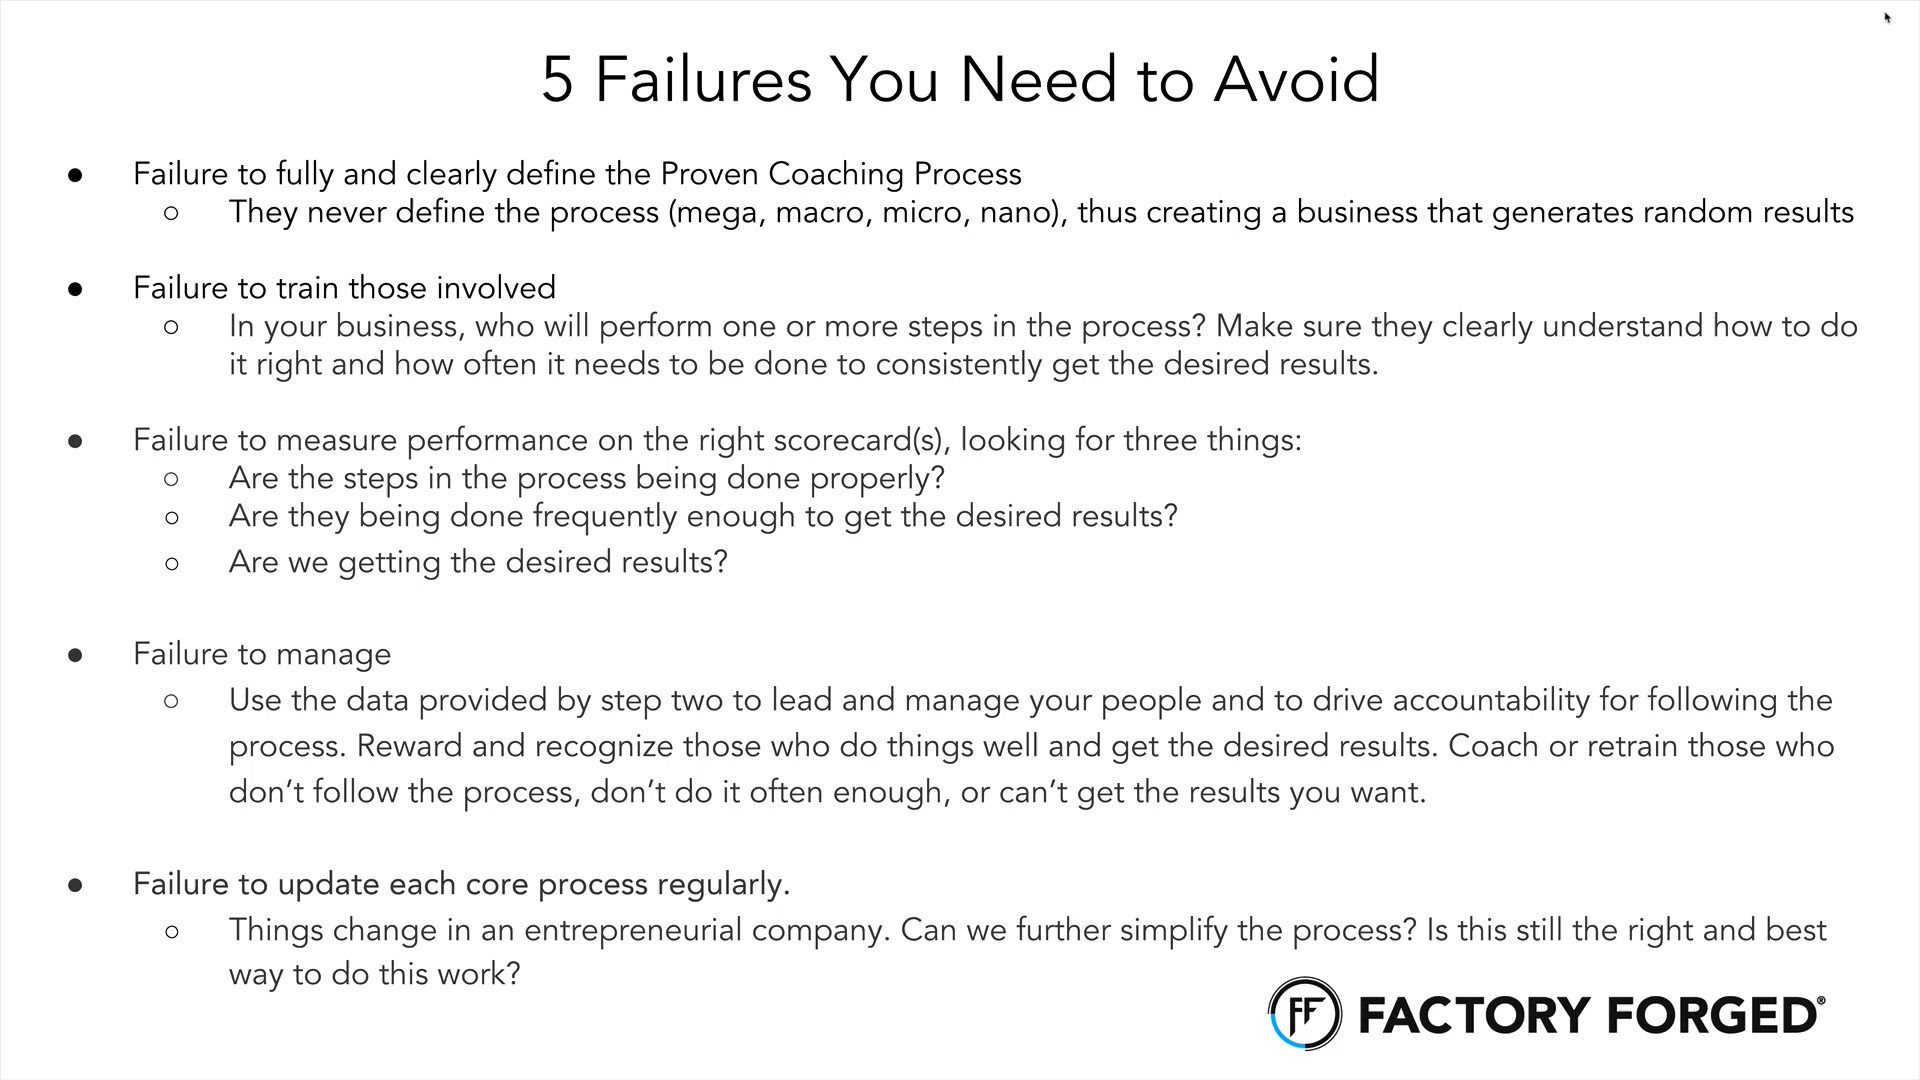 5 Failures You Need to Avoid
● Failure to fully and clearly define the Proven Coaching Process
○ They never define the process (mega, macro, micro, nano), thus creating a business that generates random results
● Failure to train those involved
○ In your business, who will perform one or more steps in the process? Make sure they clearly understand how to do
it right and how often it needs to be done to consistently get the desired results.
● Failure to measure performance on the right scorecard(s), looking for three things:
○ Are the steps in the process being done properly?
○ Are they being done frequently enough to get the desired results?
○ Are we getting the desired results?
● Failure to manage
○ Use the data provided by step two to lead and manage your people and to drive accountability for following the
process. Reward and recognize those who do things well and get the desired results. Coach or retrain those who
don’t follow the process, don’t do it often enough, or can’t get the results you want.
● Failure to update each core process regularly.
○ Things change in an entrepreneurial company. Can we further simplify the process? Is this still the right and best
way to do this work?
FF FACTORY FORGED®